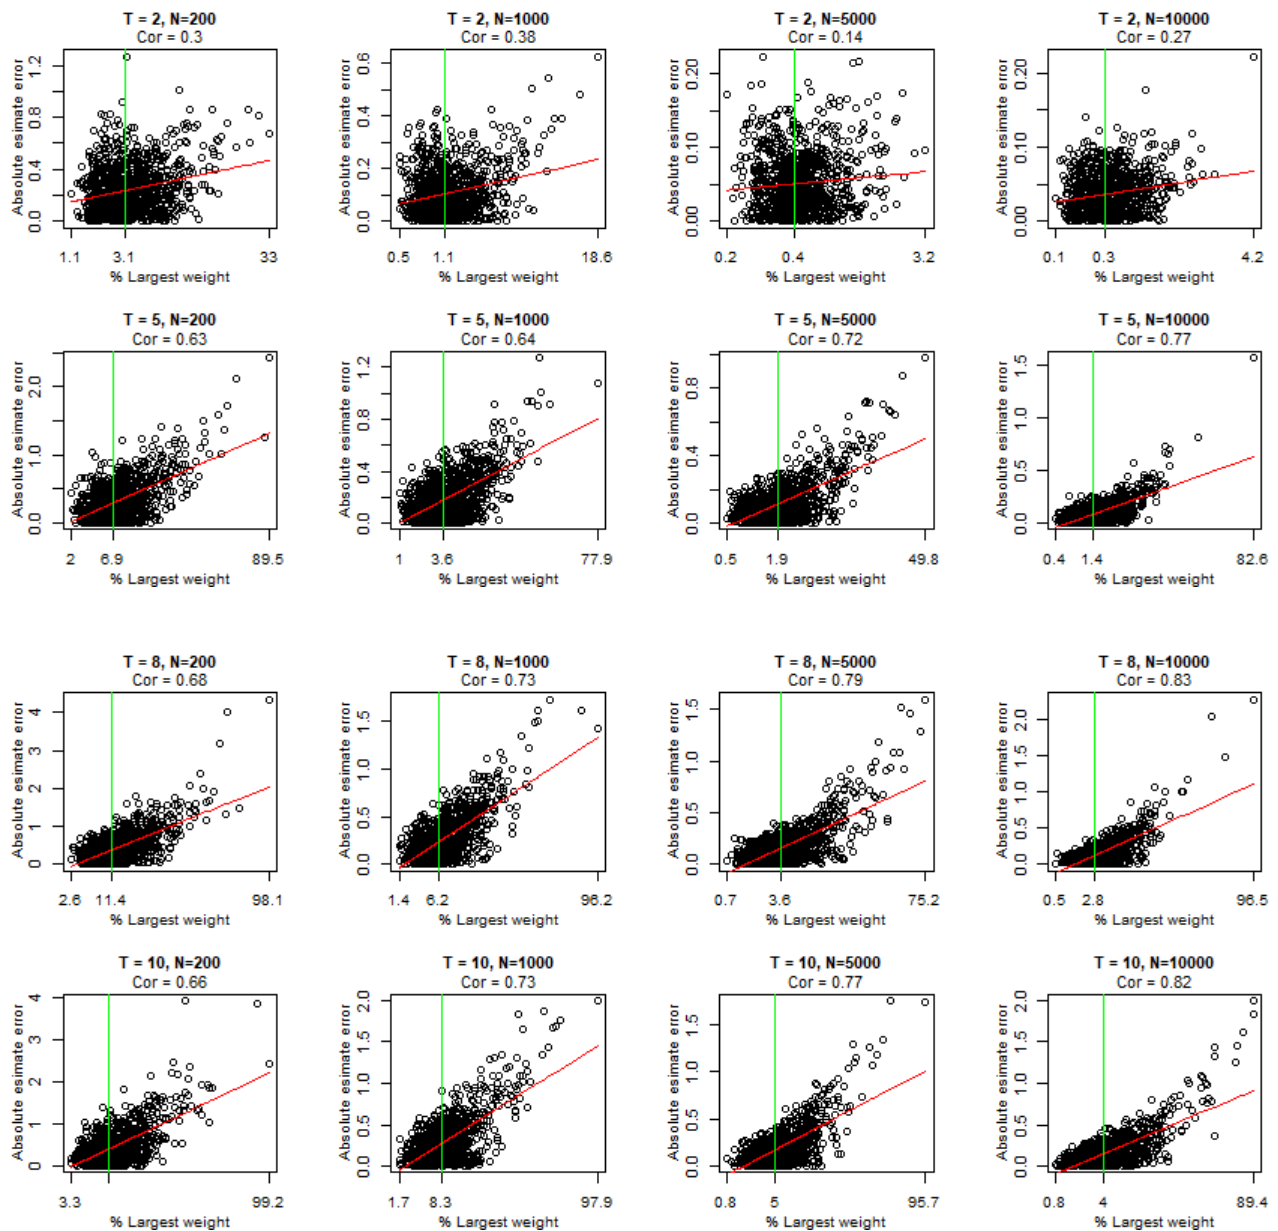 T = 2, N=200
Cor = 0.3
Absolute esimate error
0.0 0.4 0.8 1.2
1.1 3.1 33
% Largest weight
T = 2, N=1000
Cor = 0.38
Absolute esimate error
0.0 0.2 0.4 0.6
0.5 1.1 18.6
% Largest weight
T = 2, N=5000
Cor = 0.14
Absolute esimate error
0.00 0.10 0.20
0.2 0.4 3.2
% Largest weight
T = 2, N=10000
Cor = 0.27
Absolute esimate error
0.00 0.10 0.20
0.1 0.3 4.2
% Largest weight
T = 5, N=200
Cor = 0.63
Absolute esimate error
0.0 1.0 2.0
2 6.9 89.5
% Largest weight
T = 5, N=1000
Cor = 0.64
Absolute esimate error
0.0 0.4 0.8 1.2
1 3.6 77.9
% Largest weight
T = 5, N=5000
Cor = 0.72
Absolute esimate error
0.0 0.4 0.8
0.5 1.9 49.8
% Largest weight
T = 5, N=10000
Cor = 0.77
Absolute esimate error
0.0 0.5 1.0 1.5
0.4 1.4 82.6
% Largest weight
T = 8, N=200
Cor = 0.68
Absolute esimate error
0 1 2 3 4
2.6 11.4 98.1
% Largest weight
T = 8, N=1000
Cor = 0.73
Absolute esimate error
0.0 0.5 1.0 1.5
1.4 6.2 96.2
% Largest weight
T = 8, N=5000
Cor = 0.79
Absolute esimate error
0.0 0.5 1.0 1.5
0.7 3.6 75.2
% Largest weight
T = 8, N=10000
Cor = 0.83
Absolute esimate error
0.0 0.5 1.0 1.5 2.0
0.5 2.8 96.5
% Largest weight
T = 10, N=200
Cor = 0.66
Absolute esimate error
0 1 2 3 4
3.3 99.2
% Largest weight
T = 10, N=1000
Cor = 0.73
Absolute esimate error
0.0 0.5 1.0 1.5 2.0
1.7 8.3 97.9
% Largest weight
T = 10, N=5000
Cor = 0.77
Absolute esimate error
0.0 0.5 1.0 1.5
0.8 5 95.7
% Largest weight
T = 10, N=10000
Cor = 0.82
Absolute esimate error
0.0 0.5 1.0 1.5 2.0
0.8 4 89.4
% Largest weight